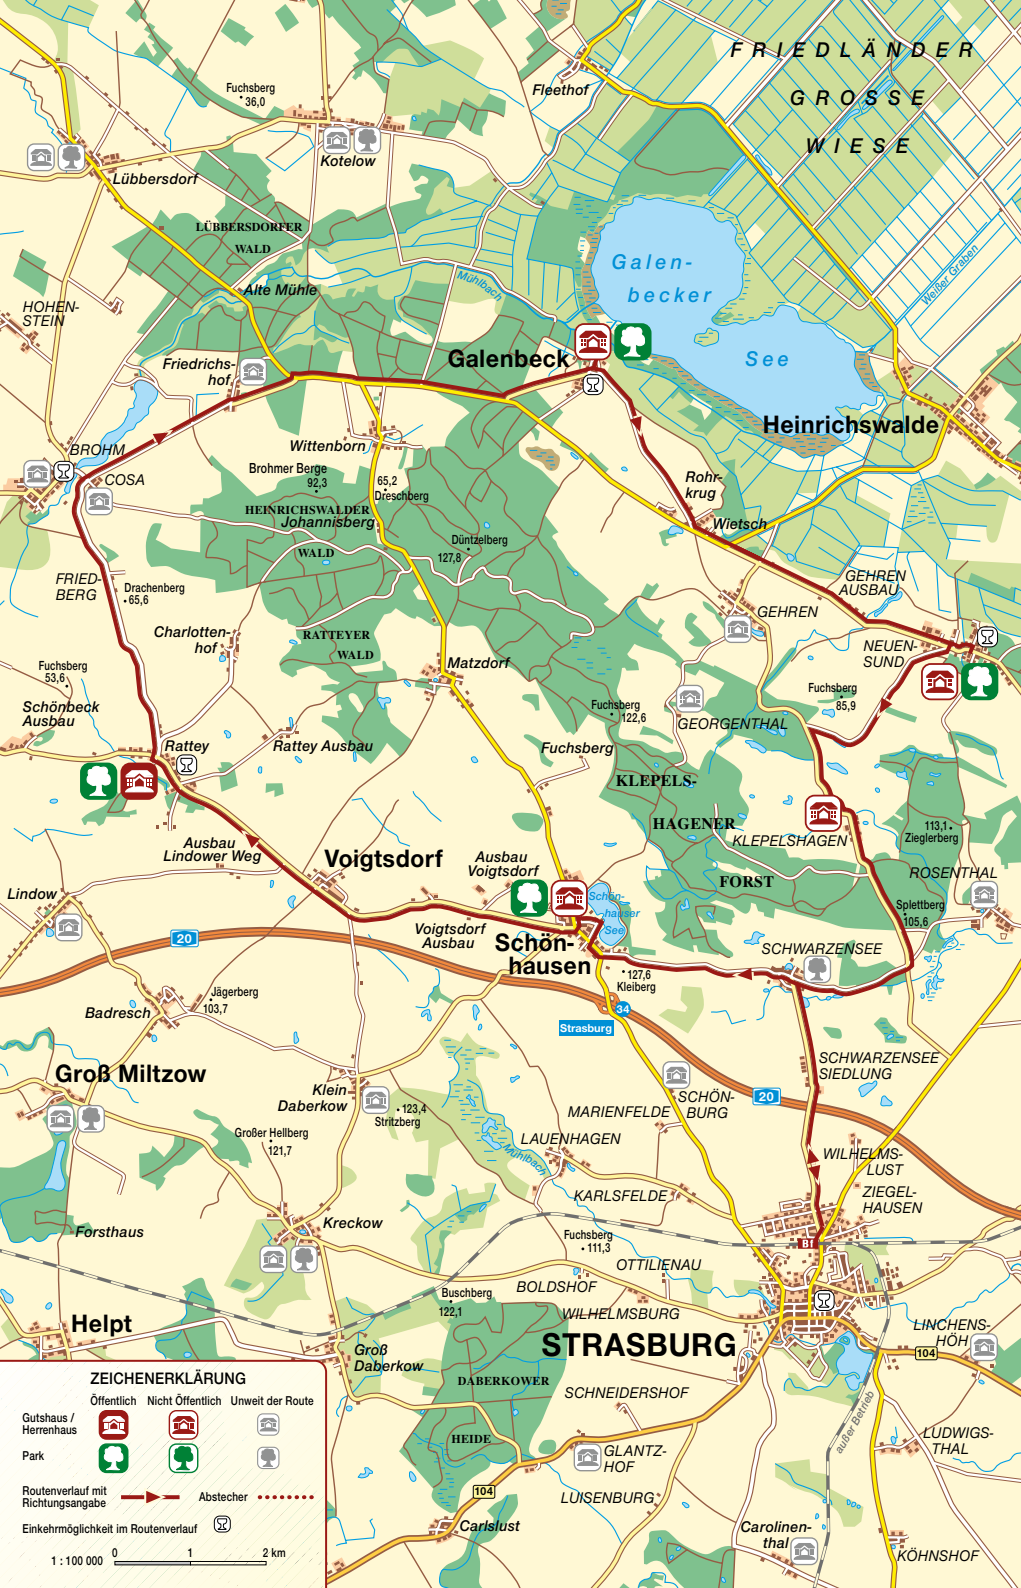 FRIEDLÄNDER
GROSSE
WIESE
Fleethof
Fuchsberg
36,0
Kotelow
Lübbersdorf
LÜBBERSDORFER
WALD
Alte Mühle
Mühlbach
Galen-
becker
See
Weißer Graben
HOHEN-
STEIN
Friedrichs-
hof
Galenbeck
Heinrichswalde
BROHM
COSA
Wittenborn
Brohmer Berge
92,3
65,2
Dreschberg
HEINRICHSWALDER
Johannisberg
WALD
Rohr-
krug
Wietsch
Düntzelberg
127,8
FRIED-
BERG
Drachenberg
65,6
GEHREN
AUSBAU
GEHREN
Charlotten-
hof
RATTEYER
WALD
NEUEN-
SUND
Matzdorf
Fuchsberg
53,6
Schönbeck
Ausbau
Fuchsberg
85,9
Fuchsberg
122,6
GEORGENTHAL
Rattey
Rattey Ausbau
Fuchsberg
KLEPELS-
HAGENER
FORST
KLEPELSHAGEN
113,1
Zieglerberg
Ausbau
Lindower Weg
Voigtsdorf
Ausbau
Voigtsdorf
ROSENTHAL
Lindow
Schön-
hauser
See
Splettberg
105,6
Voigtsdorf
Ausbau
20
Schön-
hausen
SCHWARZENSEE
127,6
Kleiberg
Jägerberg
103,7
Badresch
34
Strasburg
Groß Miltzow
SCHWARZENSEE
SIEDLUNG
Klein
Daberkow
123,4
Stritzberg
SCHÖN-
BURG
20
MARIENFELDE
Großer Hellberg
121,7
LAUENHAGEN
Mühlbach
WILHELMS-
LUST
KARLSFELDE
ZIEGEL-
HAUSEN
Forsthaus
Kreckow
Fuchsberg
111,3
Bf
OTTILIENAU
BOLDSHOF
Buschberg
122,1
WILHELMSBURG
Helpt
STRASBURG
LINCHENS-
HÖH
104
Groß
Daberkow
DABERKOWER
HEIDE
SCHNEIDERSHOF
außer Betrieb
LUDWIGS-
THAL
GLANTZ-
HOF
LUISENBURG
104
Carlslust
Carolinen-
thal
KÖHNSHOF
ZEICHENERKLÄRUNG
Öffentlich Nicht Öffentlich Unweit der Route
Gutshaus /
Herrenhaus
Park
Routenverlauf mit
Richtungsangabe
Abstecher
Einkehrmöglichkeit im Routenverlauf
1 : 100 000 0 1 2 km